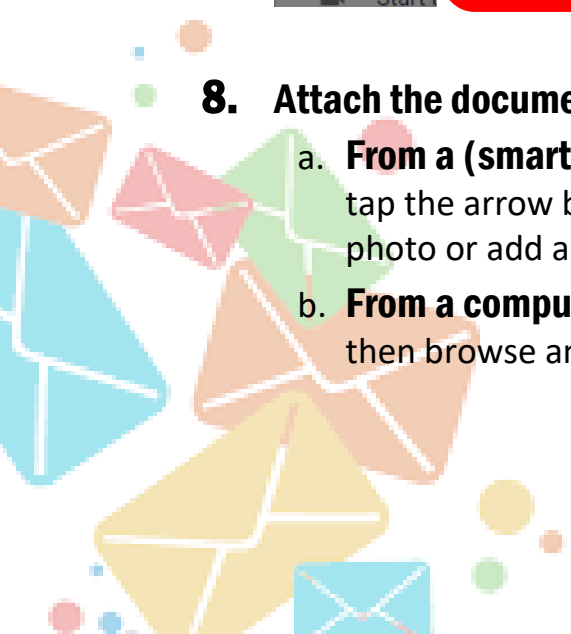 Start
8. Attach the docume
a. From a (smart
tap the arrow b
photo or add a
b. From a compu
then browse ar